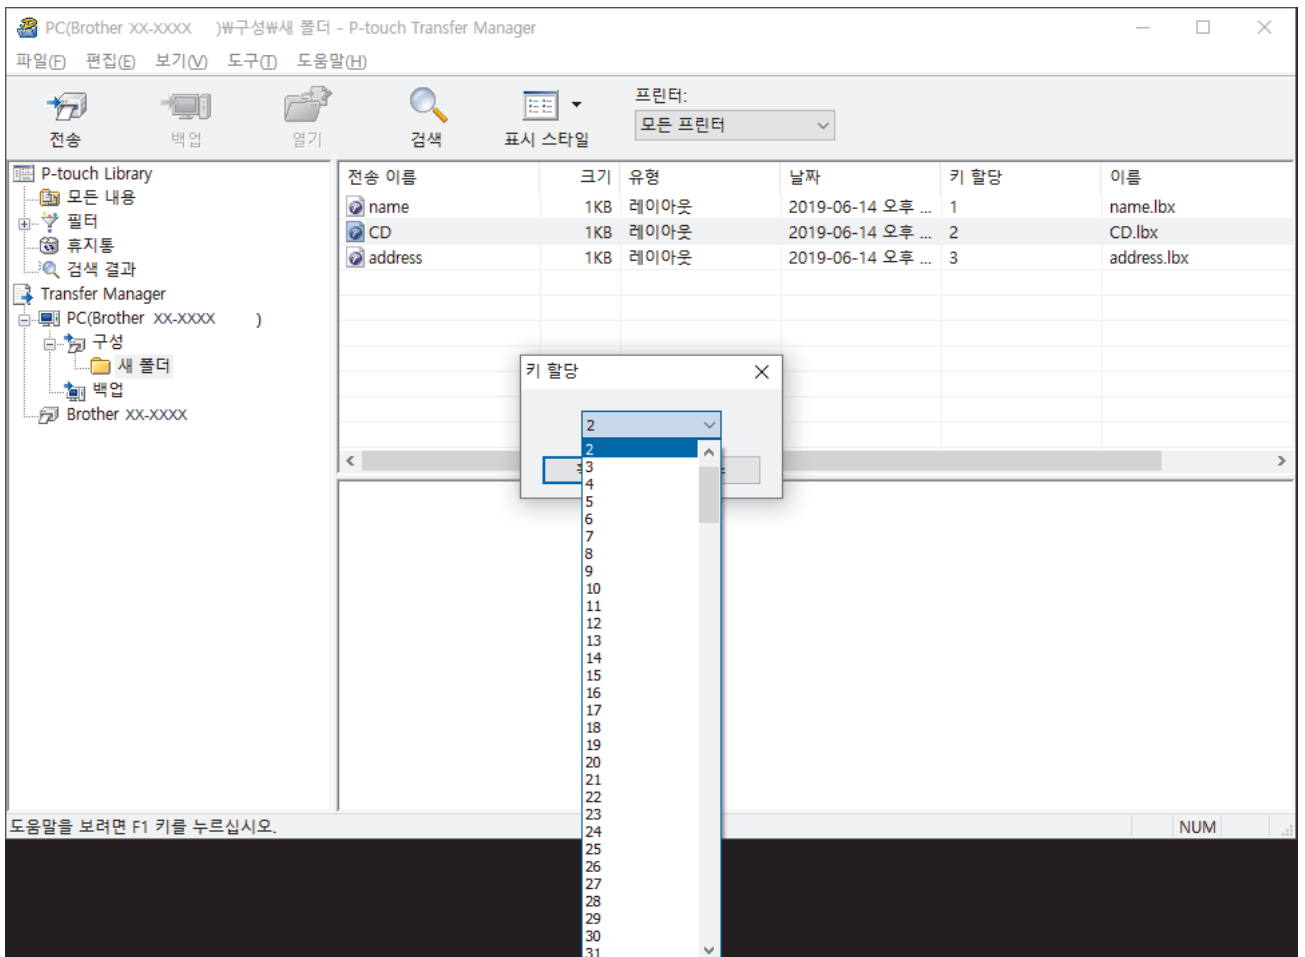 PC(Brother XX-XXXX )₩구성₩새 폴더 - P-touch Transfer Manager
파일(F) 편집(E) 보기(V) 도구(T) 도움말(H)
프린터:
모든 프린터
전송 백업 열기 검색 표시 스타일
P-touch Library
모든 내용
필터
휴지통
검색 결과
Transfer Manager
PC(Brother XX-XXXX )
구성
새 폴더
백업
Brother XX-XXXX
전송 이름 크기 유형 날짜 키 할당 이름
name 1KB 레이아웃 2019-06-14 오후 ... 1 name.lbx
CD 1KB 레이아웃 2019-06-14 오후 ... 2 CD.lbx
address 1KB 레이아웃 2019-06-14 오후 ... 3 address.lbx
키 할당
2
2
3
4
5
6
7
8
9
10
11
12
13
14
15
16
17
18
19
20
21
22
23
24
25
26
27
28
29
30
31
도움말을 보려면 F1 키를 누르십시오. NUM